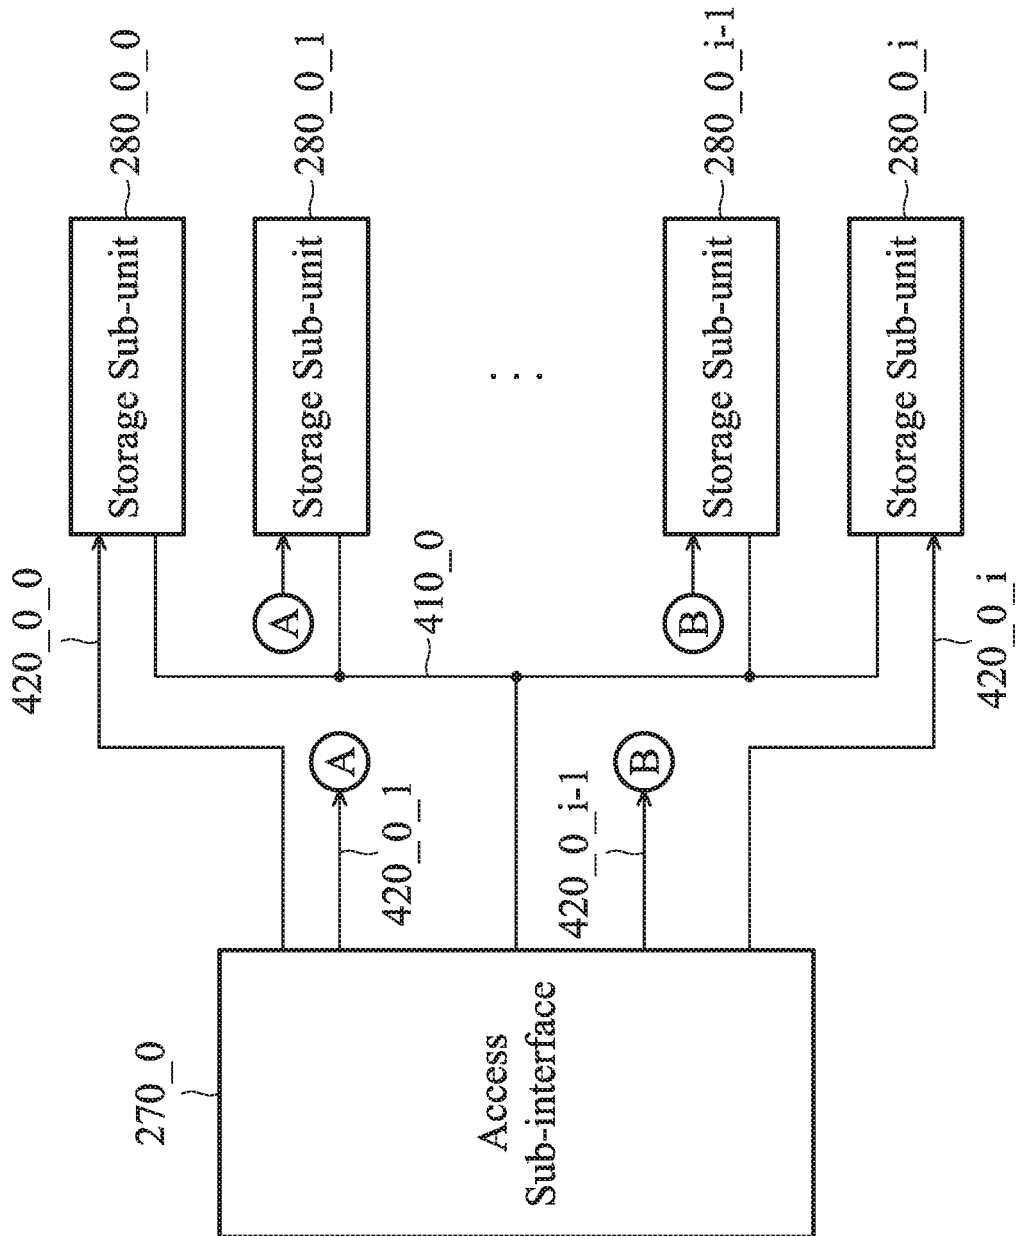 270_0
Access
Sub-interface
420_0_0
420_0_1
A
A
410_0
420_0_i-1
B
B
420_0_i
Storage Sub-unit
280_0_0
Storage Sub-unit
280_0_1
. . .
Storage Sub-unit
280_0_i-1
Storage Sub-unit
280_0_i